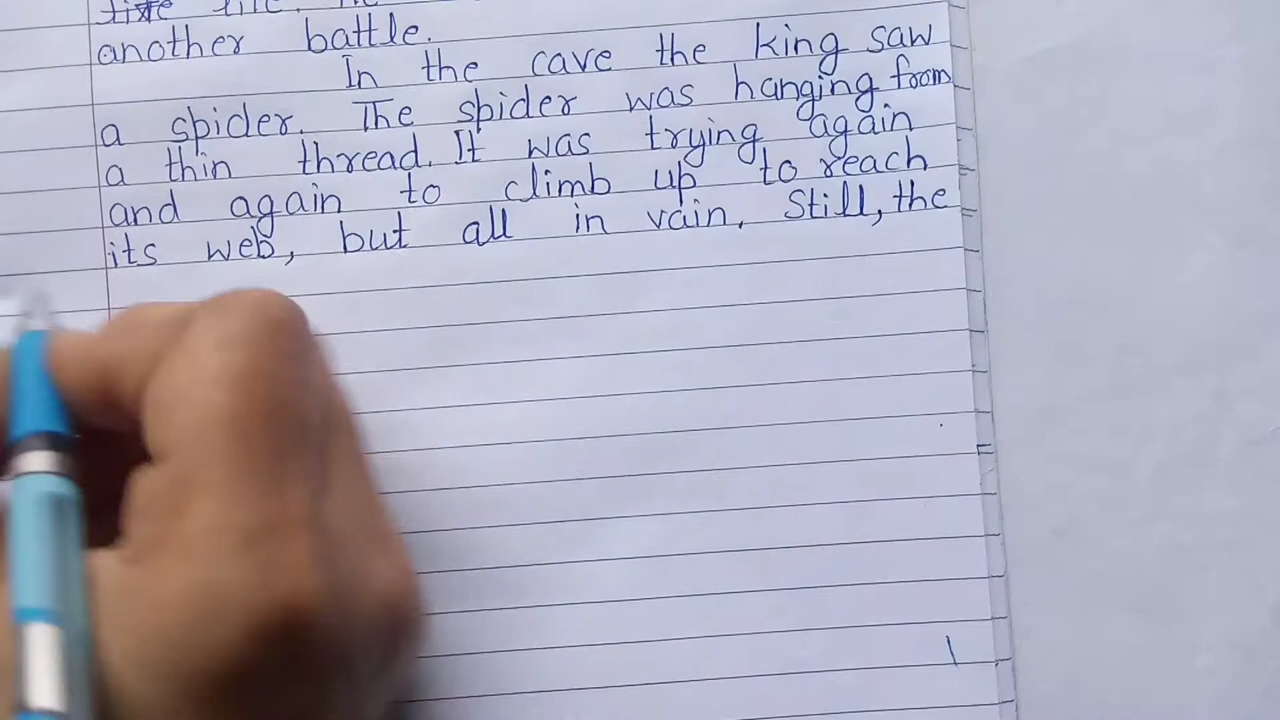 another battle.
In the cave the king saw
a spider. The spider was hanging from
a thin thread. It was trying again
and again to climb up to reach
its web, but all in vain. Still, the